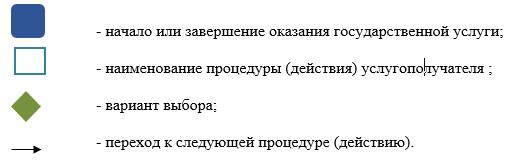 - начало или завершение оказания государственной услуги;
- наименование процедуры (действия) услугополучателя ;
- вариант выбора;
- переход к следующей процедуре (действию).